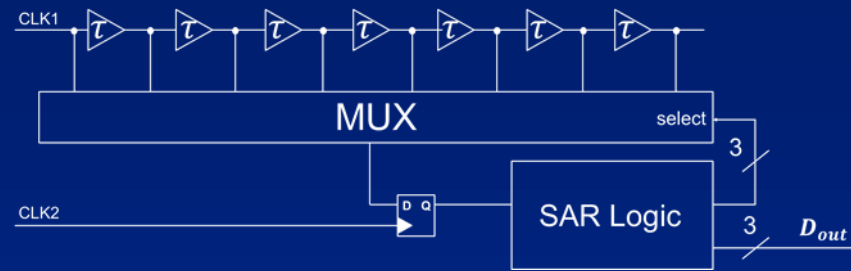 CLK1 τ τ τ τ τ τ τ
MUX select
3
D Q
CLK2 SAR Logic 3 Dout